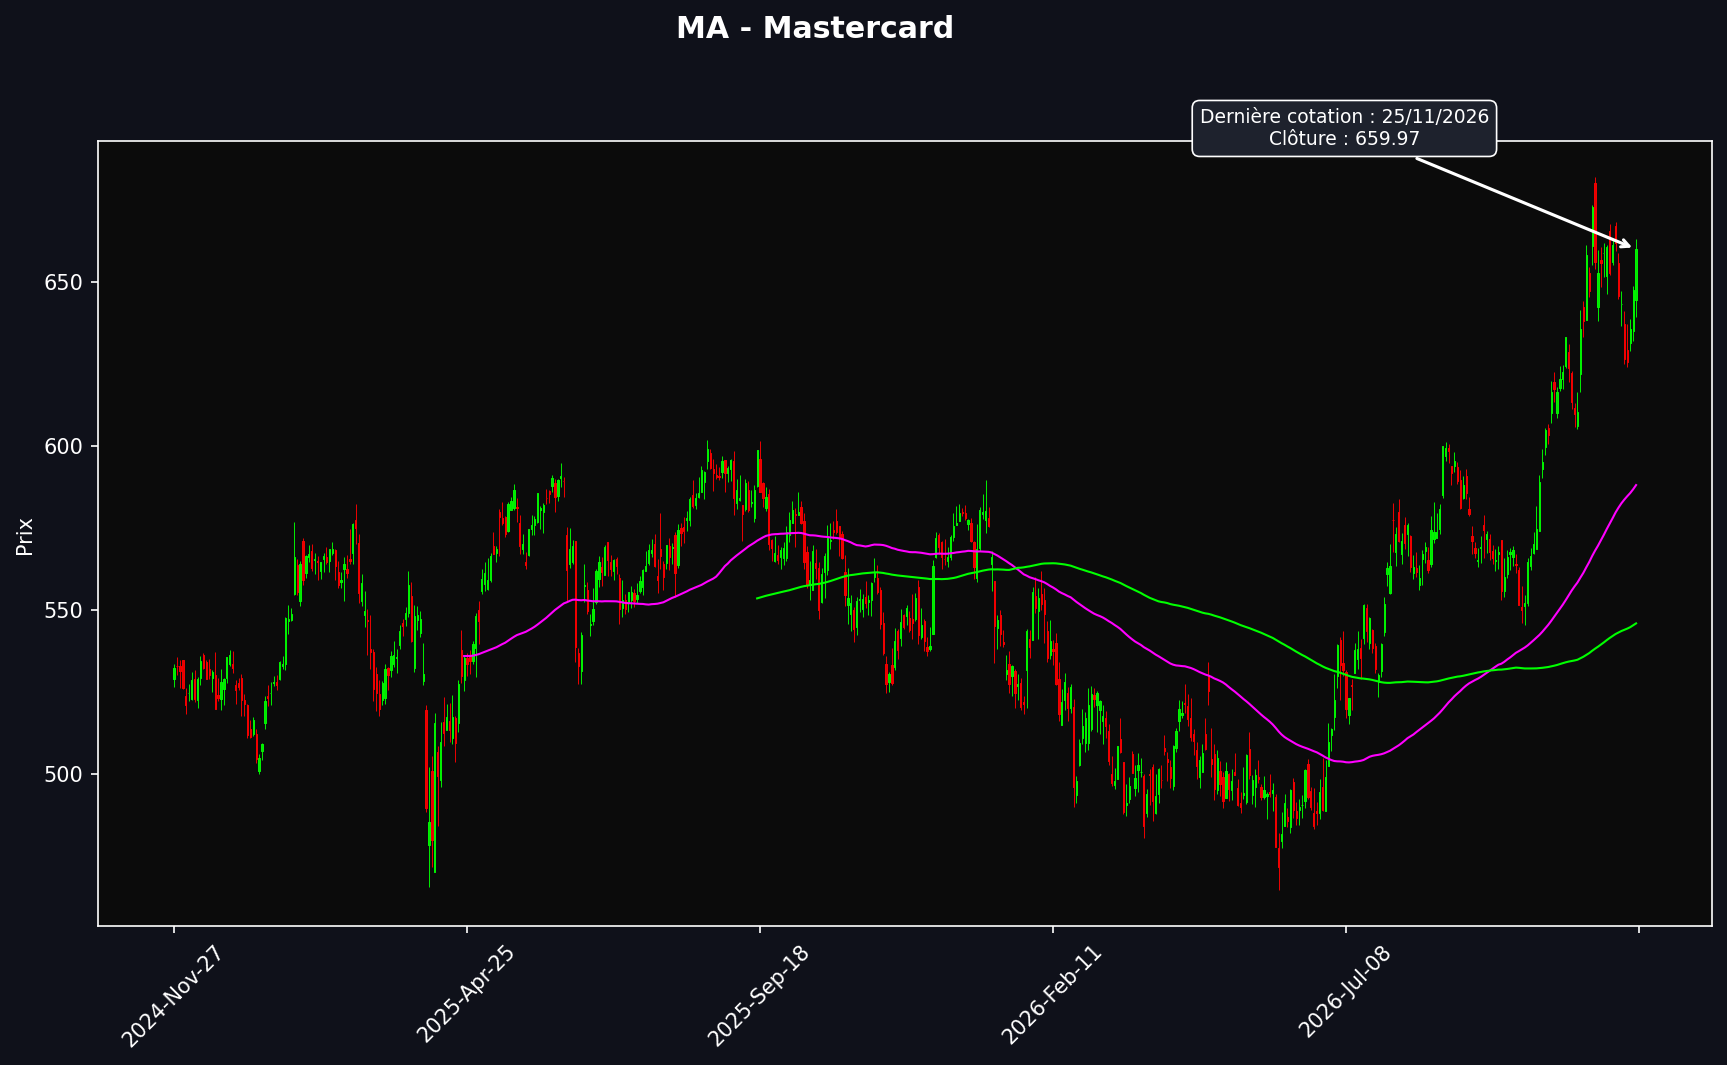 MA - Mastercard
Dernière cotation : 25/11/2026
Clôture : 659.97
Prix
650
600
550
500
2024-Nov-27
2025-Apr-25
2025-Sep-18
2026-Feb-11
2026-Jul-08